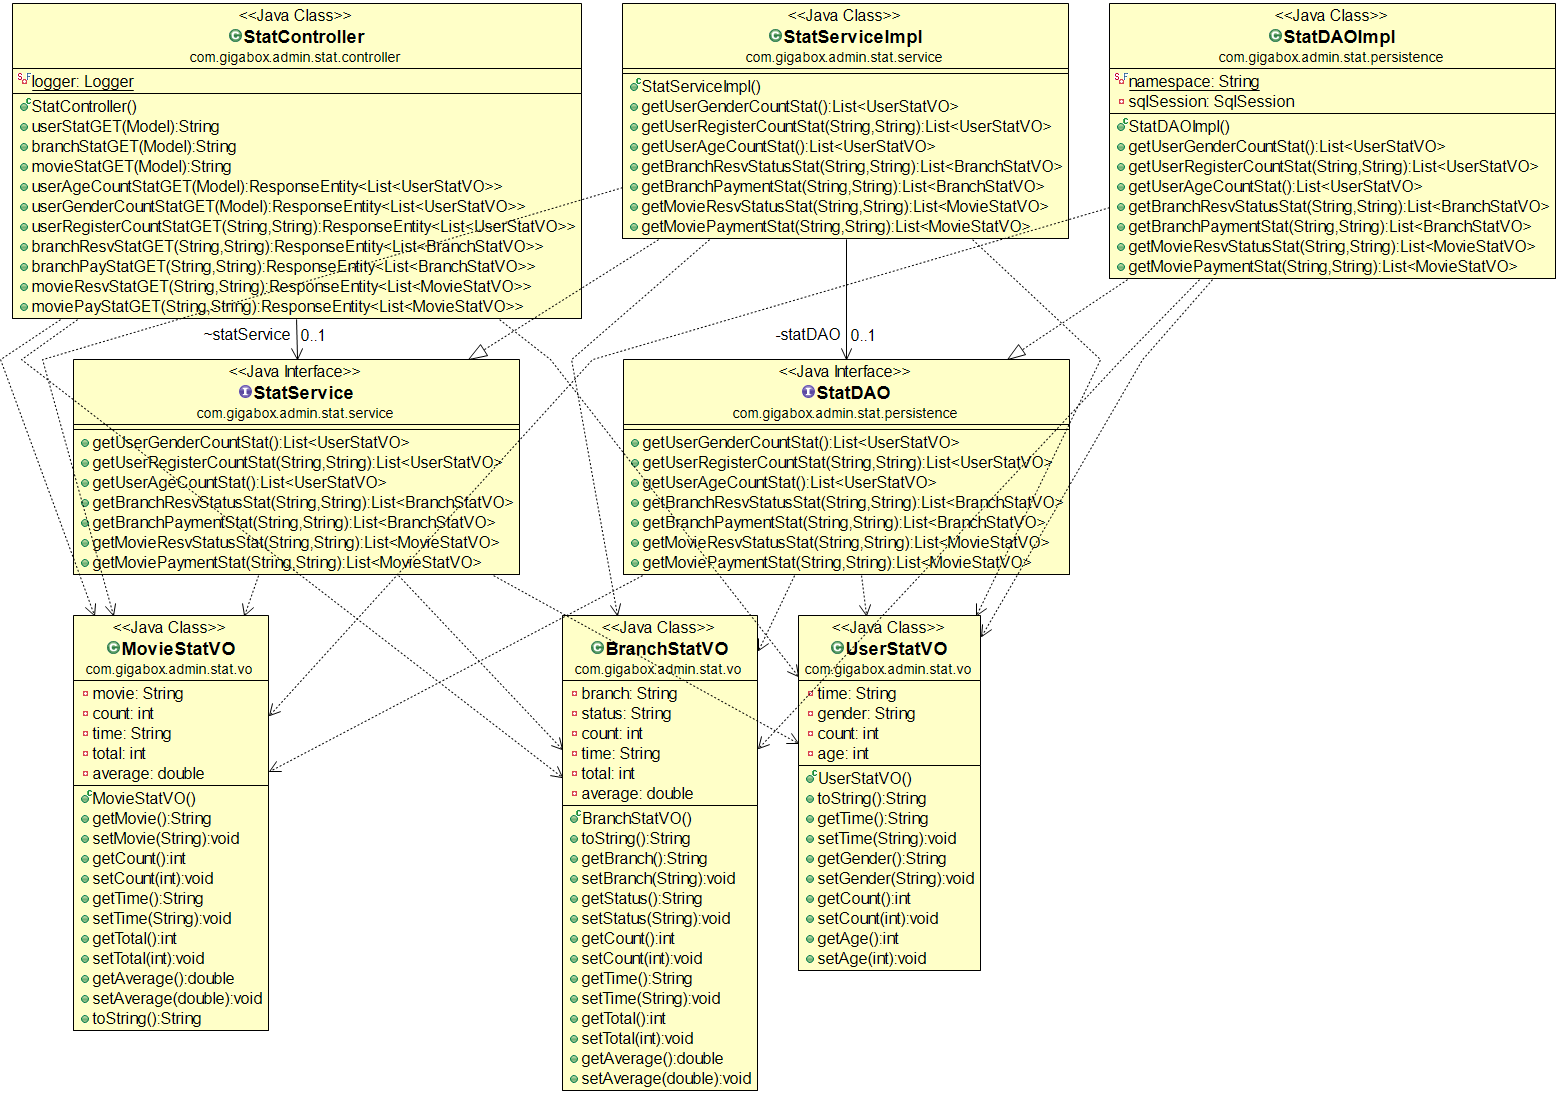 <<Java Class>>
StatController
com.gigabox.admin.stat.controller
logger: Logger
StatController()
userStatGET(Model):String
branchStatGET(Model):String
movieStatGET(Model):String
userAgeCountStatGET(Model):ResponseEntity<List<UserStatVO>>
userGenderCountStatGET(Model):ResponseEntity<List<UserStatVO>>
userRegisterCountStatGET(String,String):ResponseEntity<List<UserStatVO>>
branchResvStatGET(String,String):ResponseEntity<List<BranchStatVO>>
branchPayStatGET(String,String):ResponseEntity<List<BranchStatVO>>
movieResvStatGET(String,String):ResponseEntity<List<MovieStatVO>>
moviePayStatGET(String,String):ResponseEntity<List<MovieStatVO>>
<<Java Class>>
StatServiceImpl
com.gigabox.admin.stat.service
StatServiceImpl()
getUserGenderCountStat():List<UserStatVO>
getUserRegisterCountStat(String,String):List<UserStatVO>
getUserAgeCountStat():List<UserStatVO>
getBranchResvStatusStat(String,String):List<BranchStatVO>
getBranchPaymentStat(String,String):List<BranchStatVO>
getMovieResvStatusStat(String,String):List<MovieStatVO>
getMoviePaymentStat(String,String):List<MovieStatVO>
<<Java Class>>
StatDAOImpl
com.gigabox.admin.stat.persistence
namespace: String
sqlSession: SqlSession
StatDAOImpl()
getUserGenderCountStat():List<UserStatVO>
getUserRegisterCountStat(String,String):List<UserStatVO>
getUserAgeCountStat():List<UserStatVO>
getBranchResvStatusStat(String,String):List<BranchStatVO>
getBranchPaymentStat(String,String):List<BranchStatVO>
getMovieResvStatusStat(String,String):List<MovieStatVO>
getMoviePaymentStat(String,String):List<MovieStatVO>
~statService 0..1
-statDAO 0..1
<<Java Interface>>
StatService
com.gigabox.admin.stat.service
getUserGenderCountStat():List<UserStatVO>
getUserRegisterCountStat(String,String):List<UserStatVO>
getUserAgeCountStat():List<UserStatVO>
getBranchResvStatusStat(String,String):List<BranchStatVO>
getBranchPaymentStat(String,String):List<BranchStatVO>
getMovieResvStatusStat(String,String):List<MovieStatVO>
getMoviePaymentStat(String,String):List<MovieStatVO>
<<Java Interface>>
StatDAO
com.gigabox.admin.stat.persistence
getUserGenderCountStat():List<UserStatVO>
getUserRegisterCountStat(String,String):List<UserStatVO>
getUserAgeCountStat():List<UserStatVO>
getBranchResvStatusStat(String,String):List<BranchStatVO>
getBranchPaymentStat(String,String):List<BranchStatVO>
getMovieResvStatusStat(String,String):List<MovieStatVO>
getMoviePaymentStat(String,String):List<MovieStatVO>
<<Java Class>>
MovieStatVO
com.gigabox.admin.stat.vo
movie: String
count: int
time: String
total: int
average: double
MovieStatVO()
getMovie():String
setMovie(String):void
getCount():int
setCount(int):void
getTime():String
setTime(String):void
getTotal():int
setTotal(int):void
getAverage():double
setAverage(double):void
toString():String
<<Java Class>>
BranchStatVO
com.gigabox.admin.stat.vo
branch: String
status: String
count: int
time: String
total: int
average: double
BranchStatVO()
toString():String
getBranch():String
setBranch(String):void
getStatus():String
setStatus(String):void
getCount():int
setCount(int):void
getTime():String
setTime(String):void
getTotal():int
setTotal(int):void
getAverage():double
setAverage(double):void
<<Java Class>>
UserStatVO
com.gigabox.admin.stat.vo
time: String
gender: String
count: int
age: int
UserStatVO()
toString():String
getTime():String
setTime(String):void
getGender():String
setGender(String):void
getCount():int
setCount(int):void
getAge():int
setAge(int):void